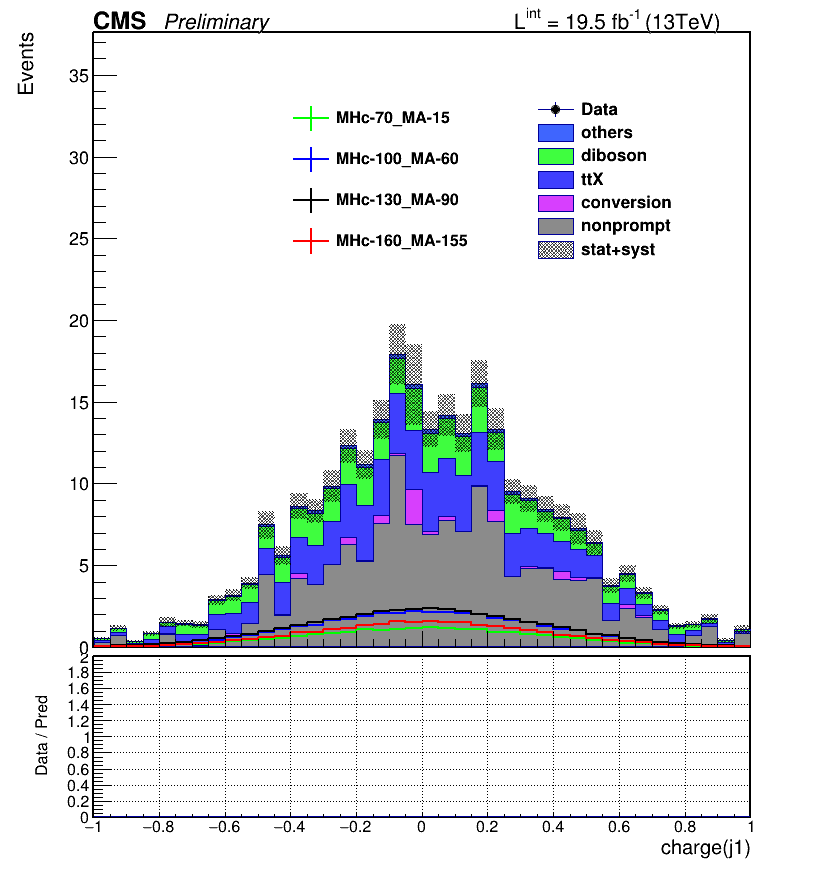 CMS Preliminary L^int = 19.5 fb^-1 (13TeV)
Events
35
30
25
20
15
10
5
0
MHc-70_MA-15
MHc-100_MA-60
MHc-130_MA-90
MHc-160_MA-155
Data
others
diboson
ttX
conversion
nonprompt
stat+syst
Data / Pred
2
1.8
1.6
1.4
1.2
1
0.8
0.6
0.4
0.2
0
−1 −0.8 −0.6 −0.4 −0.2 0 0.2 0.4 0.6 0.8 1
charge(j1)